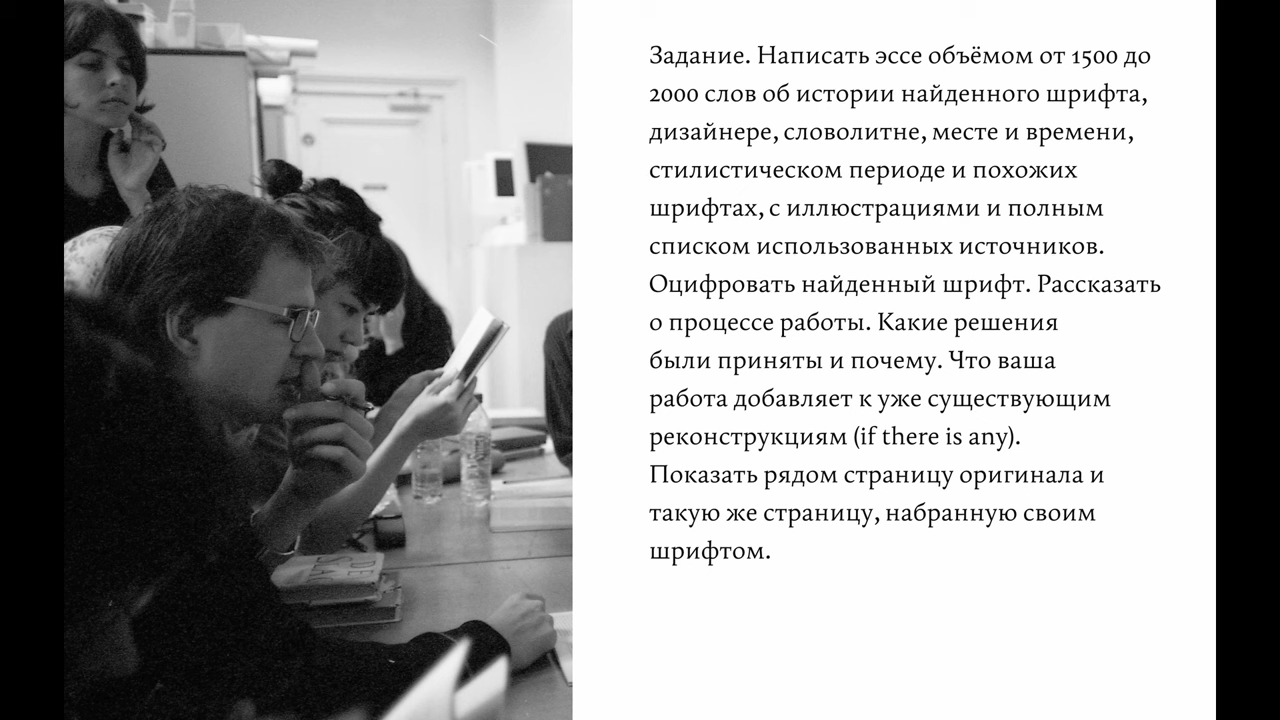 Задание. Написать эссе объёмом от 1500 до
2000 слов об истории найденного шрифта,
дизайнере, словолитне, месте и времени,
стилистическом периоде и похожих
шрифтах, с иллюстрациями и полным
списком использованных источников.
Оцифровать найденный шрифт. Рассказать
о процессе работы. Какие решения
были приняты и почему. Что ваша
работа добавляет к уже существующим
реконструкциям (if there is any).
Показать рядом страницу оригинала и
такую же страницу, набранную своим
шрифтом.
DE